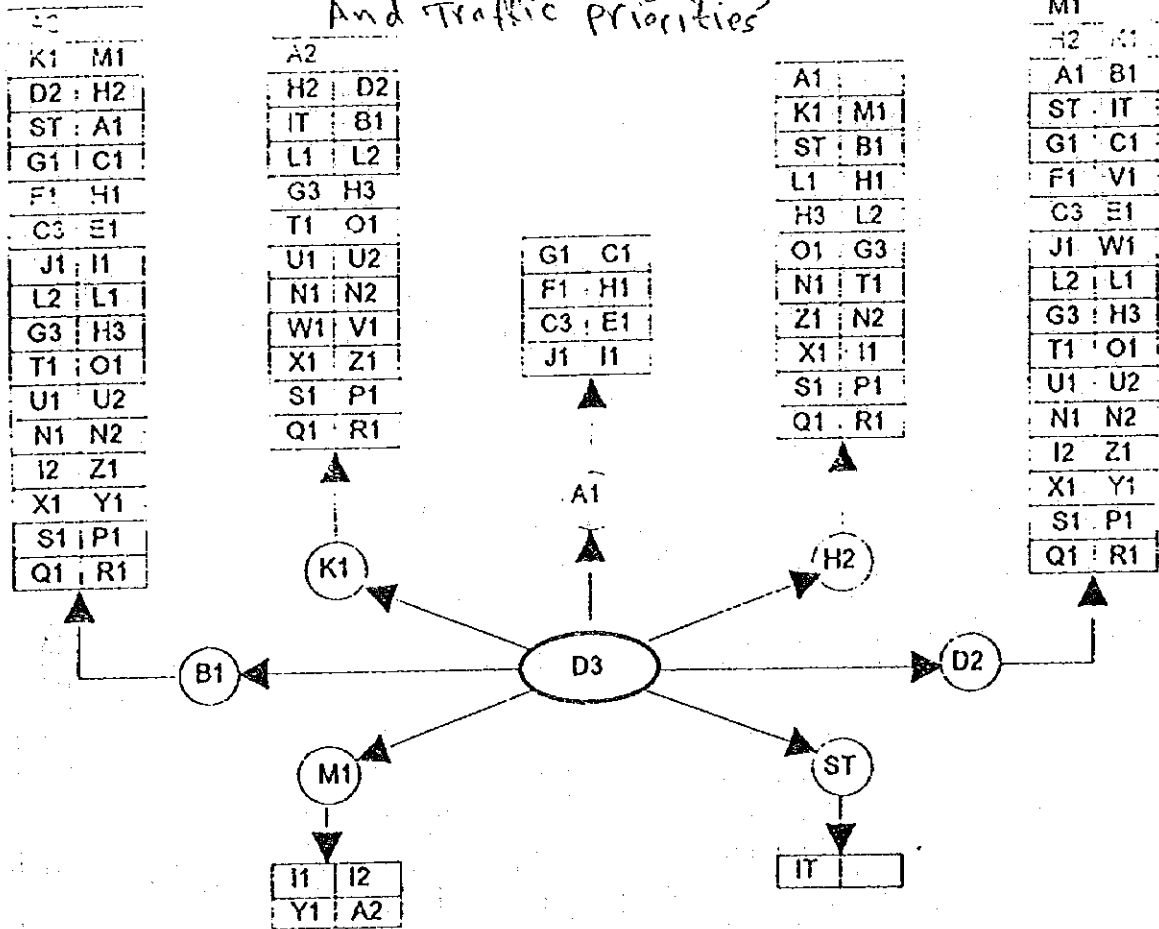 And Traffic priorities
K1 M1
D2 H2
ST A1
G1 C1
F1 H1
C3 E1
J1 I1
L2 L1
G3 H3
T1 O1
U1 U2
N1 N2
I2 Z1
X1 Y1
S1 P1
Q1 R1
A2
H2 D2
IT B1
L1 L2
G3 H3
T1 O1
U1 U2
N1 N2
W1 V1
X1 Z1
S1 P1
Q1 R1
G1 C1
F1 H1
C3 E1
J1 I1
A1
K1 M1
ST B1
L1 H1
H3 L2
O1 G3
N1 T1
Z1 N2
X1 I1
S1 P1
Q1 R1
M1
H2 K1
A1 B1
ST IT
G1 C1
F1 V1
C3 E1
J1 W1
L2 L1
G3 H3
T1 O1
U1 U2
N1 N2
I2 Z1
X1 Y1
S1 P1
Q1 R1
A1
K1
H2
B1
D3
D2
M1
ST
I1 I2
Y1 A2
IT